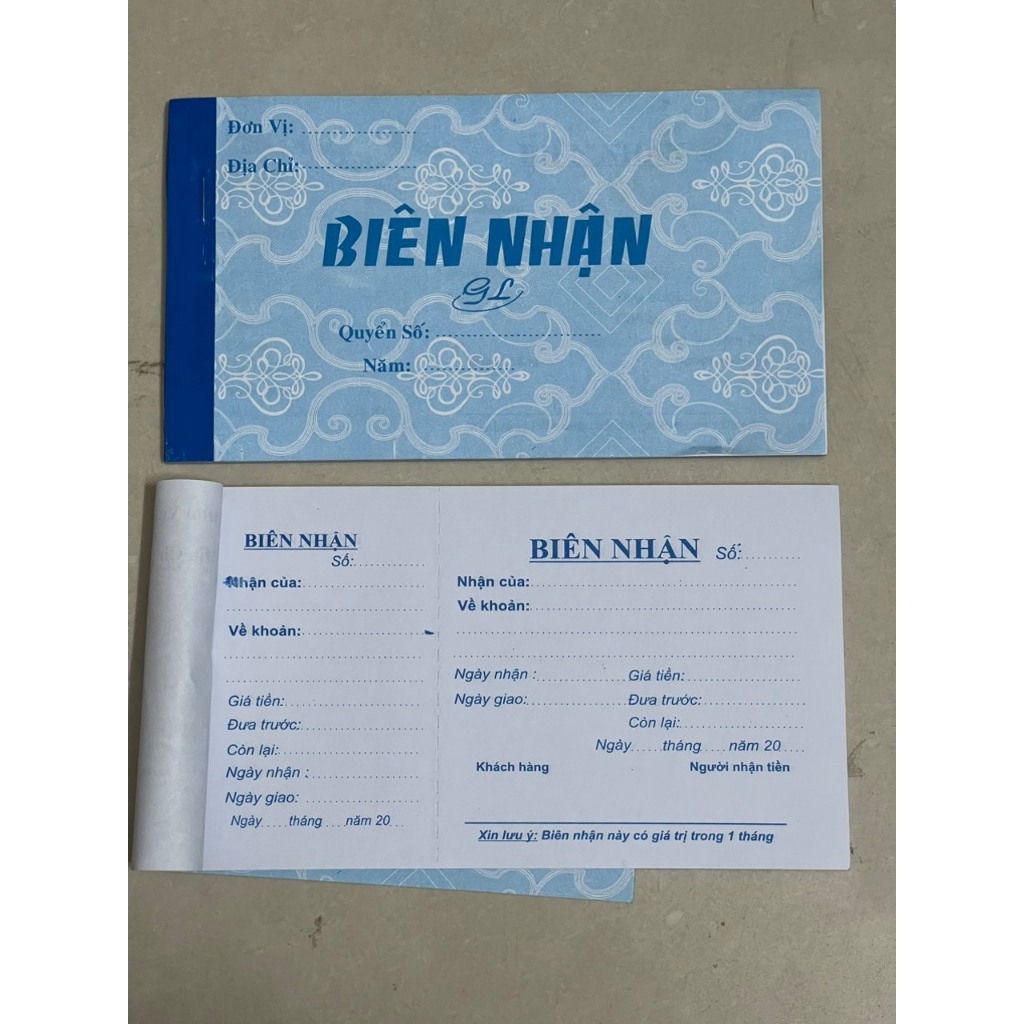 Đơn Vị: ....................
Địa Chỉ: ....................
BIÊN NHẬN
GL
Quyển Số: ..............................
Năm: ..................
BIÊN NHẬN
Số: ..............
Nhận của: ....................
Về khoản: ....................
Giá tiền: ....................
Đưa trước: ....................
Còn lại: ....................
Ngày nhận : ....................
Ngày giao: ....................
Ngày ..... tháng ..... năm 20 ...
BIÊN NHẬN Số: ............
Nhận của: ........................................
Về khoản: ........................................
Ngày nhận : .................. Giá tiền: ....................
Ngày giao: .................. Đưa trước: ....................
Còn lại: ....................
Ngày ..... tháng ..... năm 20 .....
Khách hàng Người nhận tiền
Xin lưu ý: Biên nhận này có giá trị trong 1 tháng